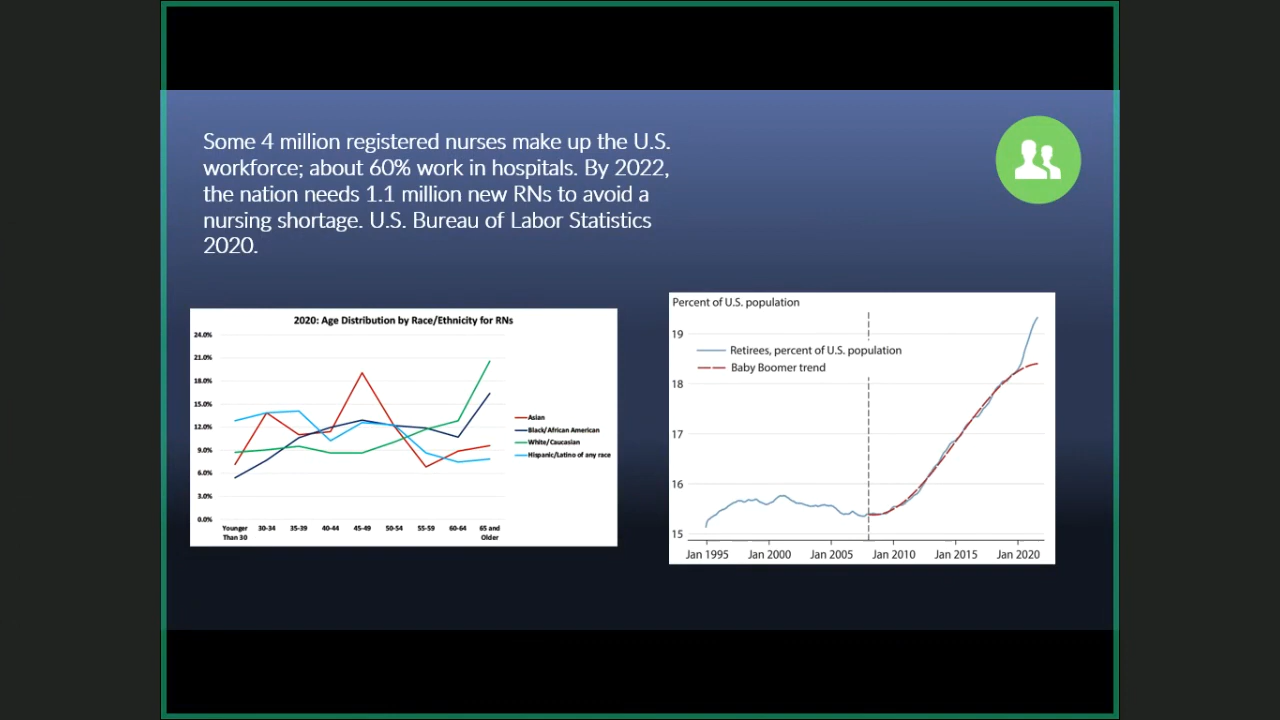 Some 4 million registered nurses make up the U.S.
workforce; about 60% work in hospitals. By 2022,
the nation needs 1.1 million new RNs to avoid a
nursing shortage. U.S. Bureau of Labor Statistics
2020.
2020: Age Distribution by Race/Ethnicity for RNs
24.0%
21.0%
18.0%
15.0%
12.0%
9.0%
6.0%
3.0%
0.0%
Younger Than 30
30-34
35-39
40-44
45-49
50-54
55-59
60-64
65 and Older
Asian
Black/African American
White/Caucasian
Hispanic/Latino of any race
Percent of U.S. population
19
18
17
16
15
Retirees, percent of U.S. population
Baby Boomer trend
Jan 1995
Jan 2000
Jan 2005
Jan 2010
Jan 2015
Jan 2020